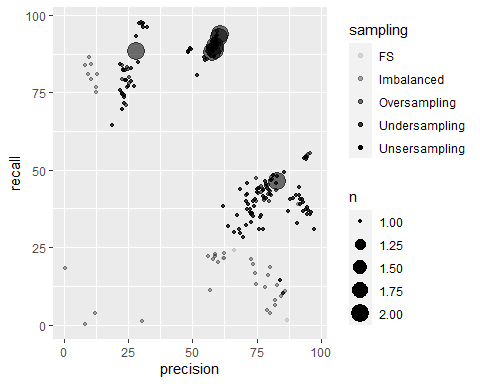 100
75
50
25
0
0
25
50
75
100
recall
precision
sampling
FS
Imbalanced
Oversampling
Undersampling
Unsersampling
n
1.00
1.25
1.50
1.75
2.00